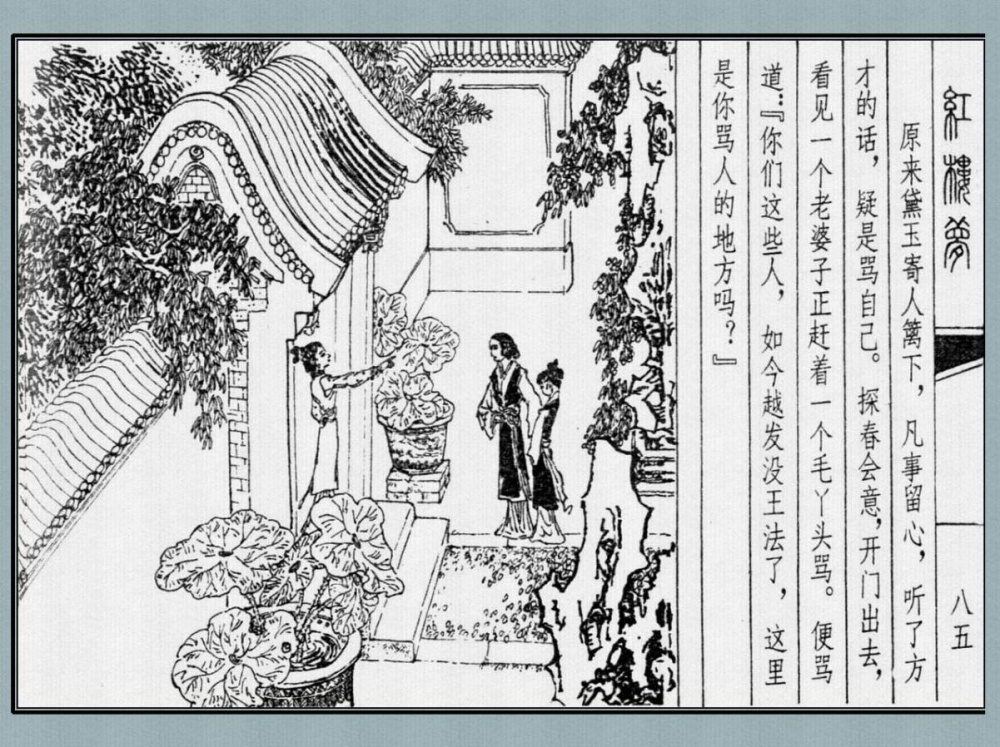 红楼梦
八五
原来黛玉寄人篱下，凡事留心，听了方
才的话，疑是骂自己。探春会意，开门出去，
看见一个老婆子正赶着一个毛丫头骂。便骂
道：『你们这些人，如今越发没王法了，这里
是你骂人的地方吗？』